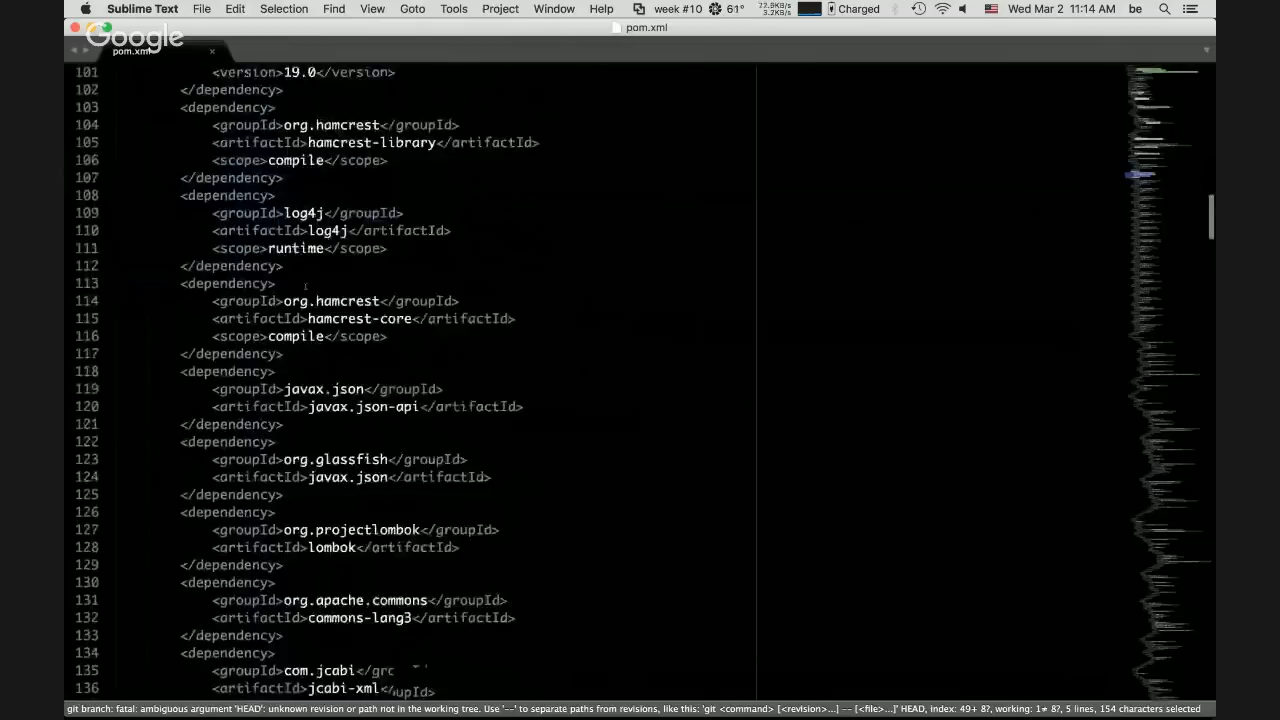 Sublime Text File Edit Selection Find View Goto Tools Project Window Help week #10 61° Charged Wed Mar 2 11:14 AM be
pom.xml
Google
pom.xml
101 <version>19.0</version>
102 </dependency>
103 <dependency>
104 <groupId>org.hamcrest</groupId>
105 <artifactId>hamcrest-library</artifactId>
106 <scope>compile</scope>
107 </dependency>
108 <dependency>
109 <groupId>log4j</groupId>
110 <artifactId>log4j</artifactId>
111 <scope>runtime</scope>
112 </dependency>
113 <dependency>
114 <groupId>org.hamcrest</groupId>
115 <artifactId>hamcrest-core</artifactId>
116 <scope>compile</scope>
117 </dependency>
118 <dependency>
119 <groupId>javax.json</groupId>
120 <artifactId>javax.json-api</artifactId>
121 </dependency>
122 <dependency>
123 <groupId>org.glassfish</groupId>
124 <artifactId>javax.json</artifactId>
125 </dependency>
126 <dependency>
127 <groupId>org.projectlombok</groupId>
128 <artifactId>lombok</artifactId>
129 </dependency>
130 <dependency>
131 <groupId>org.apache.commons</groupId>
132 <artifactId>commons-lang3</artifactId>
133 </dependency>
134 <dependency>
135 <groupId>com.jcabi
136 <artifactId>jcabi-xml
git branch: fatal: ambiguous argument 'HEAD': unknown revision or path not in the working tree. Use '--' to separate paths from revisions, like this: 'git <command> [<revision>...] -- [<file>...]' HEAD, index: 49+ 8?, working: 1≠ 8?, 5 lines, 154 characters selected